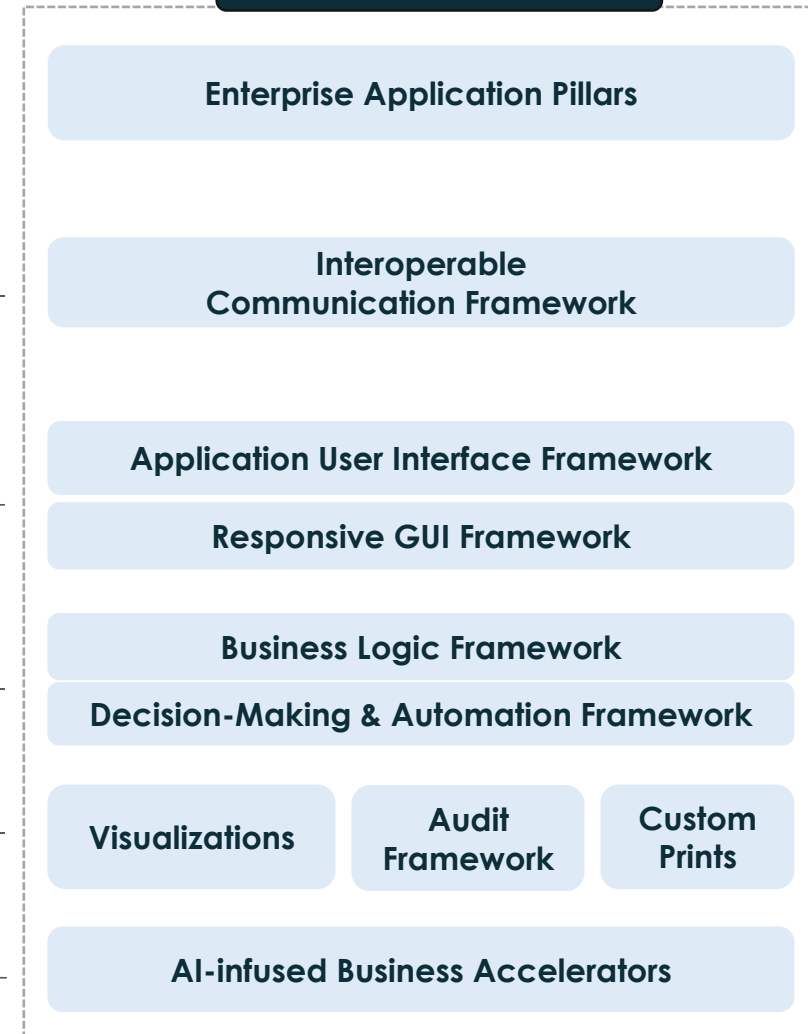 Enterprise Application Pillars
Interoperable
Communication Framework
Application User Interface Framework
Responsive GUI Framework
Business Logic Framework
Decision-Making & Automation Framework
Visualizations
Audit
Framework
Custom
Prints
AI-infused Business Accelerators